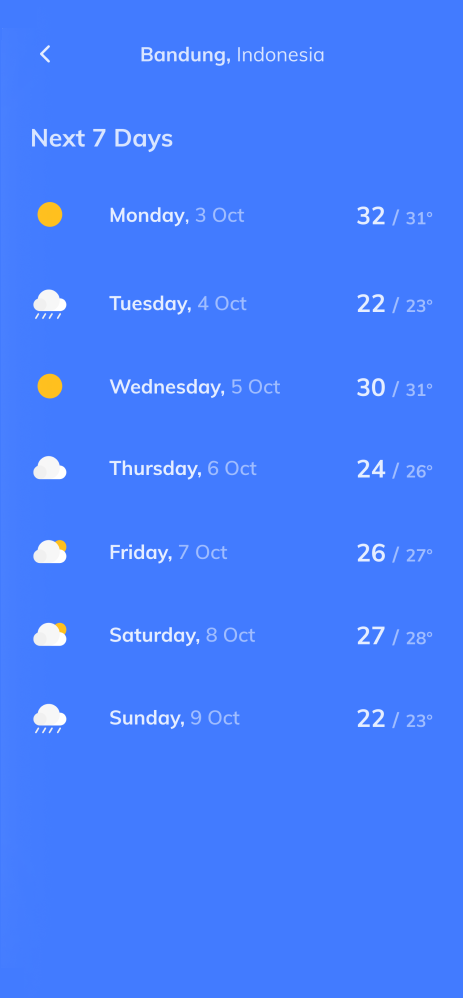 Bandung, Indonesia
Next 7 Days
Monday, 3 Oct 32 / 31°
Tuesday, 4 Oct 22 / 23°
Wednesday, 5 Oct 30 / 31°
Thursday, 6 Oct 24 / 26°
Friday, 7 Oct 26 / 27°
Saturday, 8 Oct 27 / 28°
Sunday, 9 Oct 22 / 23°